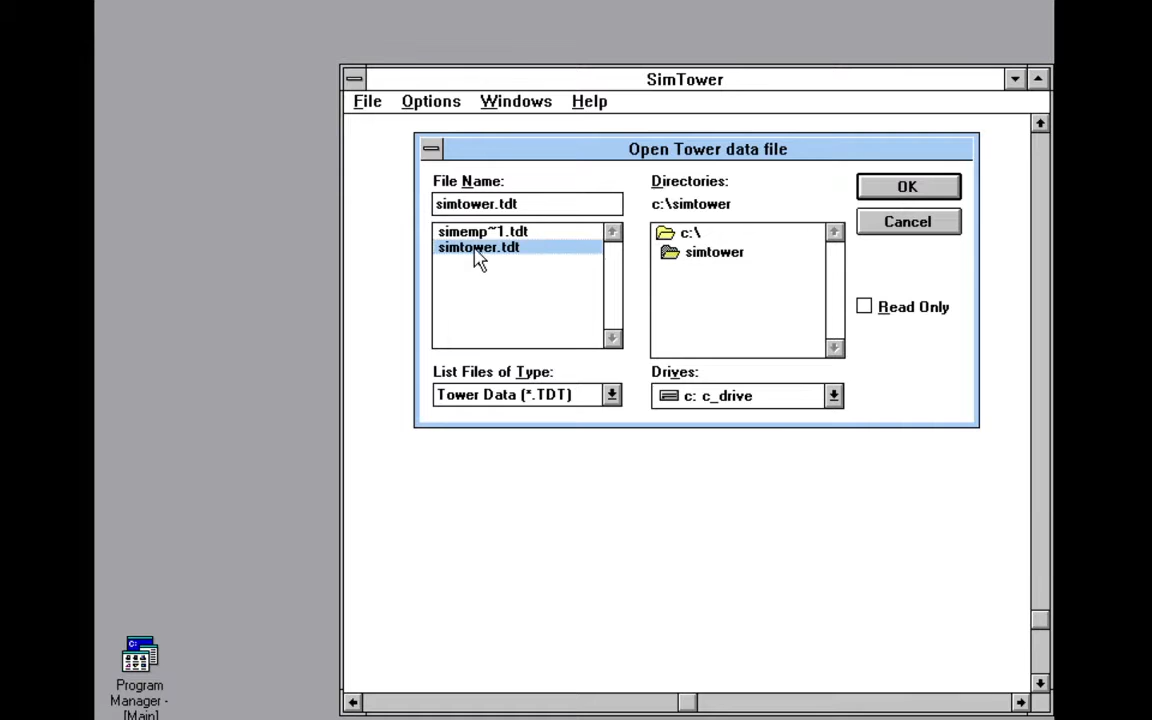 SimTower
File Options Windows Help
Open Tower data file
File Name:
simtower.tdt
simemp~1.tdt
simtower.tdt
List Files of Type:
Tower Data (*.TDT)
Directories:
c:\simtower
c:\
simtower
Drives:
c: c_drive
OK
Cancel
Read Only
C:\
Program
Manager -
[Main]